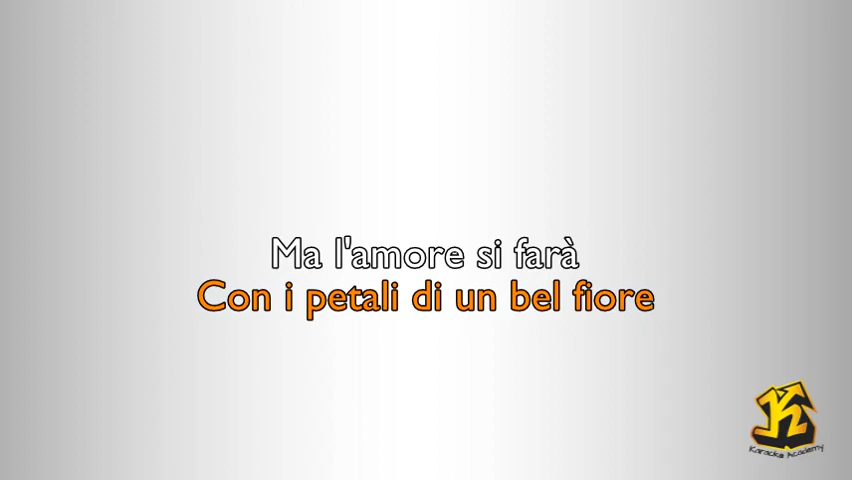 Ma l'amore si farà
Con i petali di un bel fiore
K
Karaoke Academy